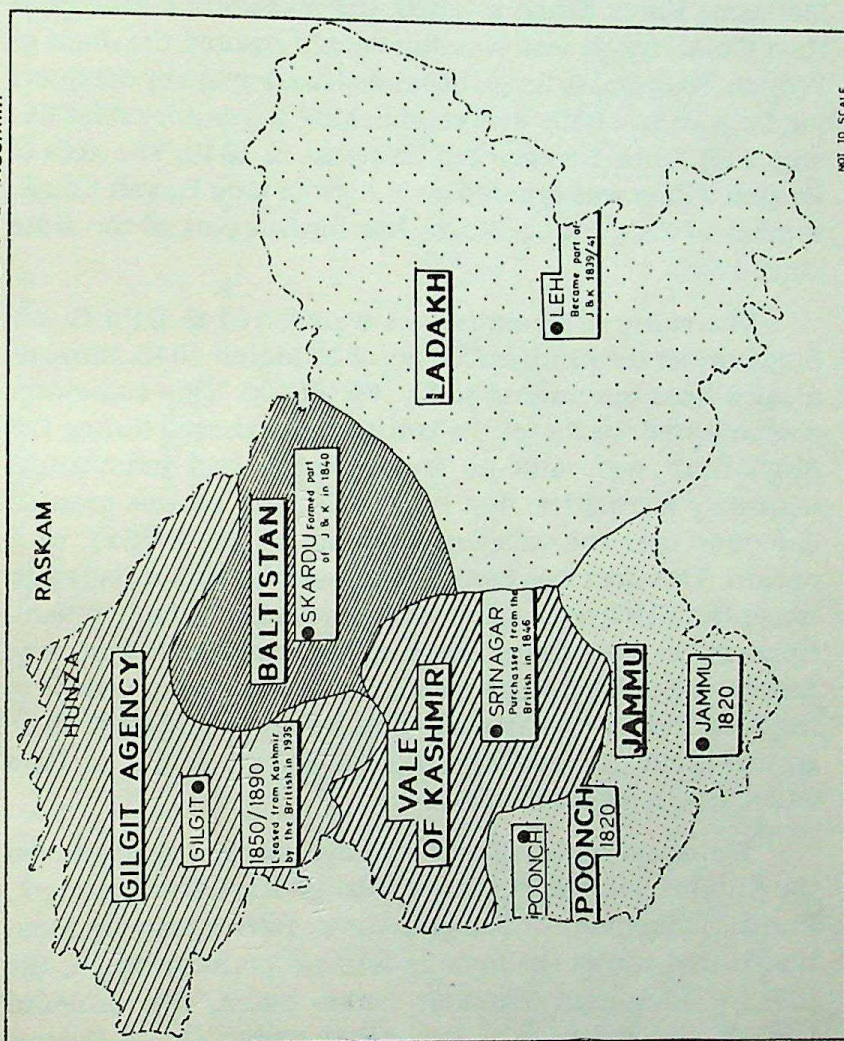 RASKAM
HUNZA
GILGIT AGENCY
GILGIT
1850/1890
Leased from Kashmir
by the British in 1935
BALTISTAN
SKARDU Formed part
of J & K in 1840
LADAKH
LEH
Became part of
J & K 1839/41
VALE
OF KASHMIR
SRINAGAR
Purchassed from the
British in 1846
POONCH
POONCH
1820
JAMMU
JAMMU
1820
NOT TO SCALE